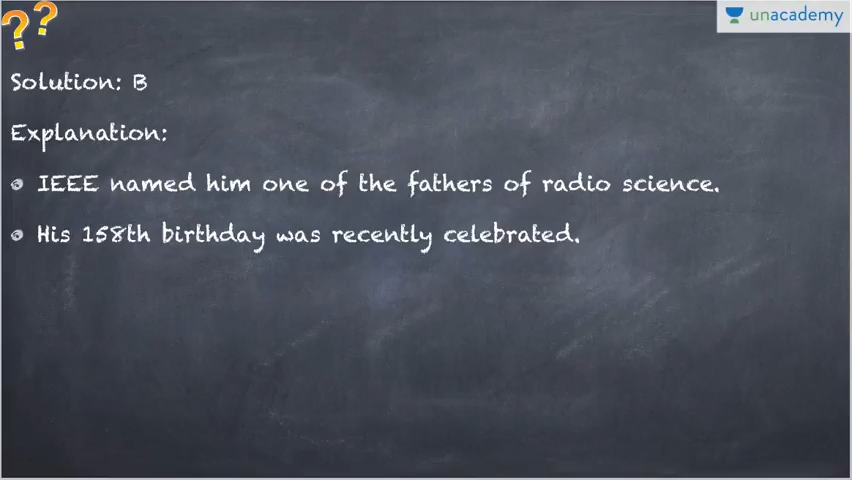 ??
unacademy
Solution: B
Explanation:
IEEE named him one of the fathers of radio science.
His 158th birthday was recently celebrated.